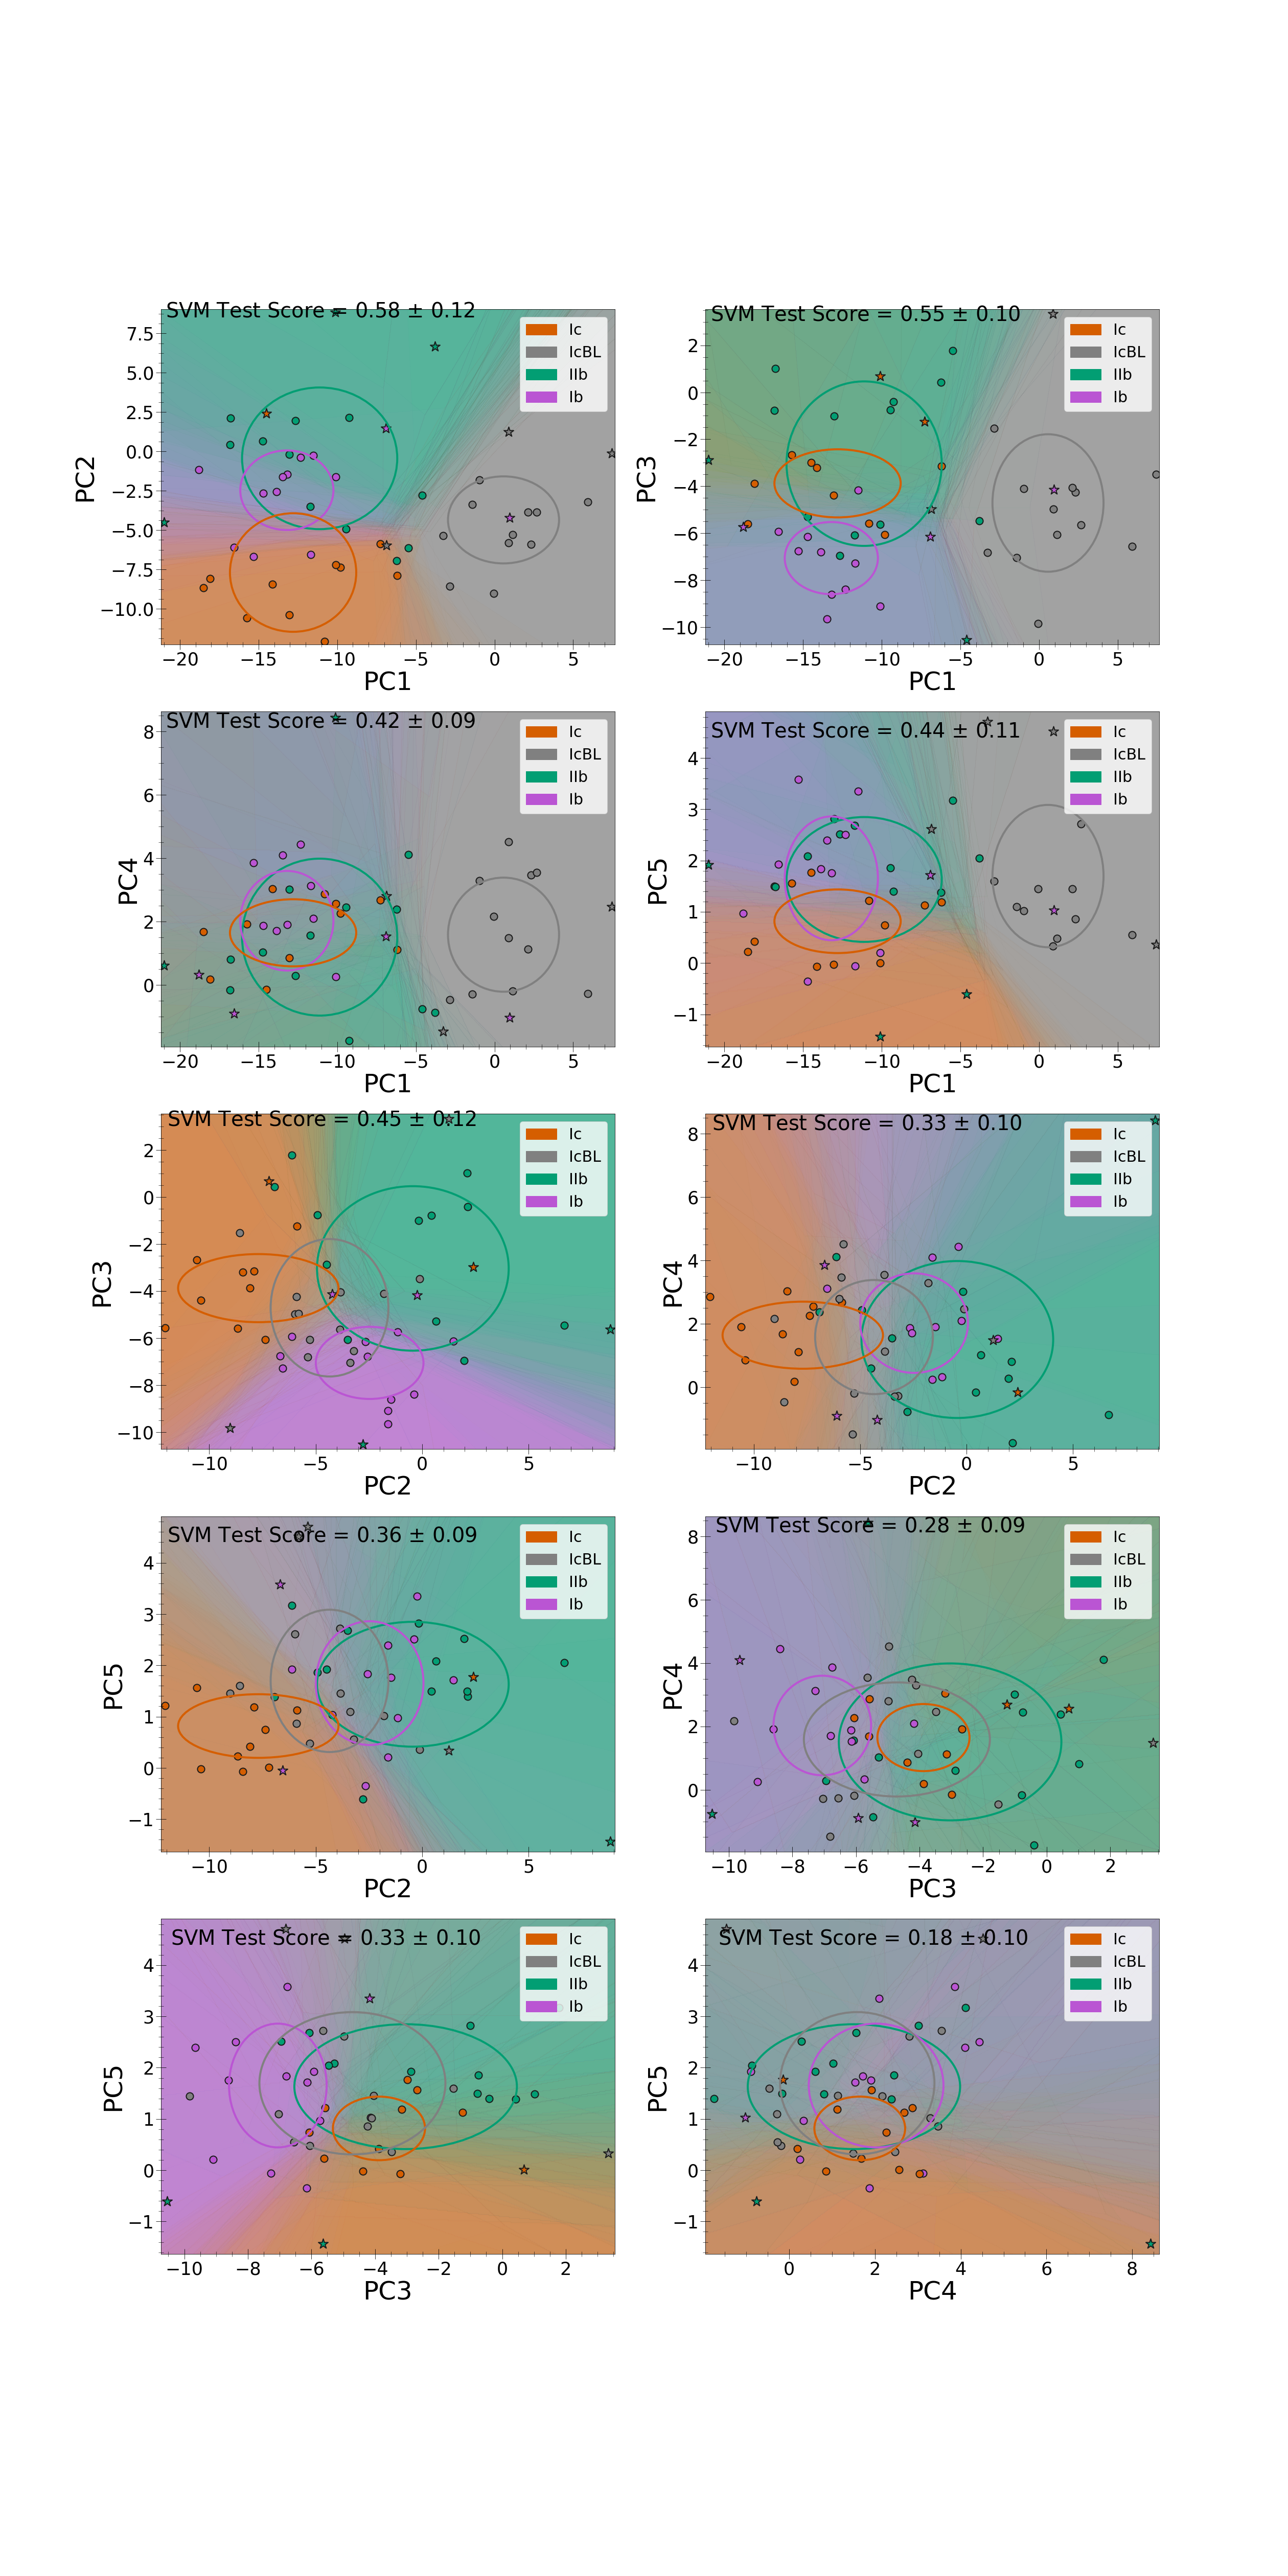 SVM Test Score = 0.58 ± 0.12
Ic
IcBL
IIb
Ib
7.5
5.0
2.5
0.0
−2.5
−5.0
−7.5
−10.0
PC2
−20 −15 −10 −5 0 5
PC1
SVM Test Score = 0.55 ± 0.10
Ic
IcBL
IIb
Ib
2
0
−2
−4
−6
−8
−10
PC3
−20 −15 −10 −5 0 5
PC1
SVM Test Score = 0.42 ± 0.09
Ic
IcBL
IIb
Ib
8
6
4
2
0
PC4
−20 −15 −10 −5 0 5
PC1
SVM Test Score = 0.44 ± 0.11
Ic
IcBL
IIb
Ib
4
3
2
1
0
−1
PC5
−20 −15 −10 −5 0 5
PC1
SVM Test Score = 0.45 ± 0.12
Ic
IcBL
IIb
Ib
2
0
−2
−4
−6
−8
−10
PC3
−10 −5 0 5
PC2
SVM Test Score = 0.33 ± 0.10
Ic
IcBL
IIb
Ib
8
6
4
2
0
PC4
−10 −5 0 5
PC2
SVM Test Score = 0.36 ± 0.09
Ic
IcBL
IIb
Ib
4
3
2
1
0
−1
PC5
−10 −5 0 5
PC2
SVM Test Score = 0.28 ± 0.09
Ic
IcBL
IIb
Ib
8
6
4
2
0
PC4
−10 −8 −6 −4 −2 0 2
PC3
SVM Test Score = 0.33 ± 0.10
Ic
IcBL
IIb
Ib
4
3
2
1
0
−1
PC5
−10 −8 −6 −4 −2 0 2
PC3
SVM Test Score = 0.18 ± 0.10
Ic
IcBL
IIb
Ib
4
3
2
1
0
−1
PC5
0 2 4 6 8
PC4